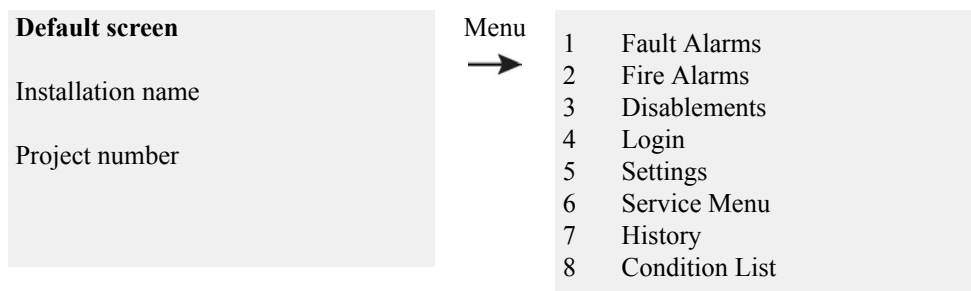 Default screen
Installation name
Project number
Menu
1 Fault Alarms
2 Fire Alarms
3 Disablements
4 Login
5 Settings
6 Service Menu
7 History
8 Condition List